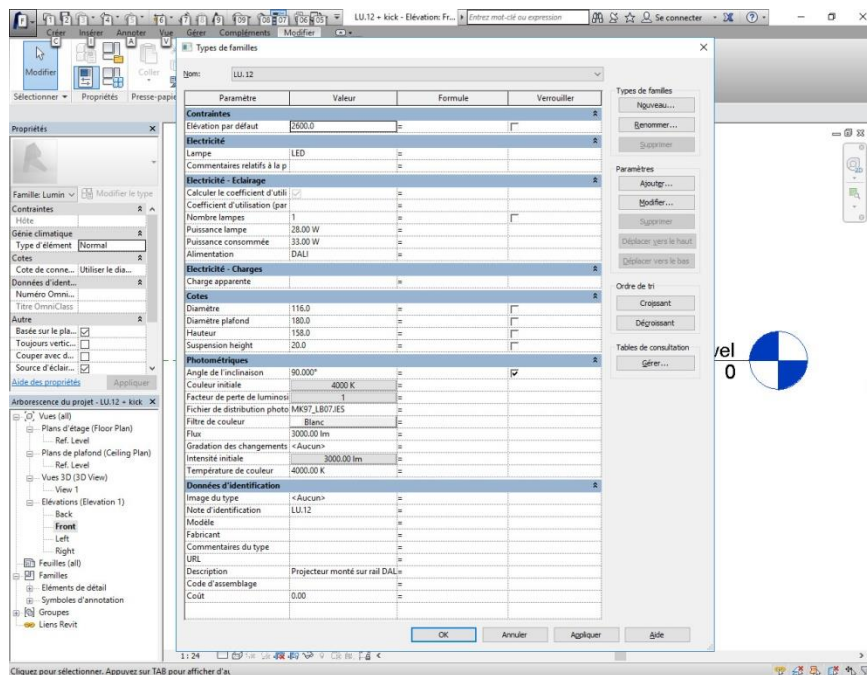 LU.12 + kick - Elévation: Fr...
Entrez mot-clé ou expression
Se connecter
Créer Insérer Annoter Vue Gérer Compléments Modifier
Modifier
Coller
Sélectionner Propriétés Presse-papie
Types de familles
Nom: LU.12
Paramètre Valeur Formule Verrouiller
Contraintes
Elévation par défaut 2600.0 =
Electricité
Lampe LED =
Commentaires relatifs à la p =
Electricité - Eclairage
Calculer le coefficient d'utili =
Coefficient d'utilisation (par =
Nombre lampes 1 =
Puissance lampe 28.00 W =
Puissance consommée 33.00 W =
Alimentation DALI =
Electricité - Charges
Charge apparente =
Cotes
Diamètre 116.0 =
Diamètre plafond 180.0 =
Hauteur 158.0 =
Suspension height 20.0 =
Photométriques
Angle de l'inclinaison 90.000° =
Couleur initiale 4000 K =
Facteur de perte de luminosi 1 =
Fichier de distribution photo MK97_LB07.IES =
Filtre de couleur Blanc =
Flux 3000.00 lm =
Gradation des changements <Aucun> =
Intensité initiale 3000.00 lm =
Température de couleur 4000.00 K =
Données d'identification
Image du type <Aucun> =
Note d'identification LU.12 =
Modèle =
Fabricant =
Commentaires du type =
URL =
Description Projecteur monté sur rail DAL =
Code d'assemblage =
Coût 0.00 =
OK Annuler Appliquer Aide
Types de familles
Nouveau...
Renommer...
Supprimer
Paramètres
Ajouter...
Modifier...
Supprimer
Déplacer vers le haut
Déplacer vers le bas
Ordre de tri
Croissant
Décroissant
Tables de consultation
Gérer...
Propriétés
Famille: Lumin Modifier le type
Contraintes
Hôte
Génie climatique
Type d'élément Normal
Cotes
Cote de conne... Utiliser le dia...
Données d'ident...
Numéro Omni...
Titre OmniClass
Autre
Basée sur le pla...
Toujours vertic...
Couper avec d...
Source d'éclair...
Aide des propriétés Appliquer
Arborescence du projet - LU.12 + kick
Vues (all)
Plans d'étage (Floor Plan)
Ref. Level
Plans de plafond (Ceiling Plan)
Ref. Level
Vues 3D (3D View)
View 1
Elévations (Elevation 1)
Back
Front
Left
Right
Feuilles (all)
Familles
Eléments de détail
Symboles d'annotation
Groupes
Liens Revit
vel
0
1:24
Cliquez pour sélectionner. Appuyez sur TAB pour afficher d'au